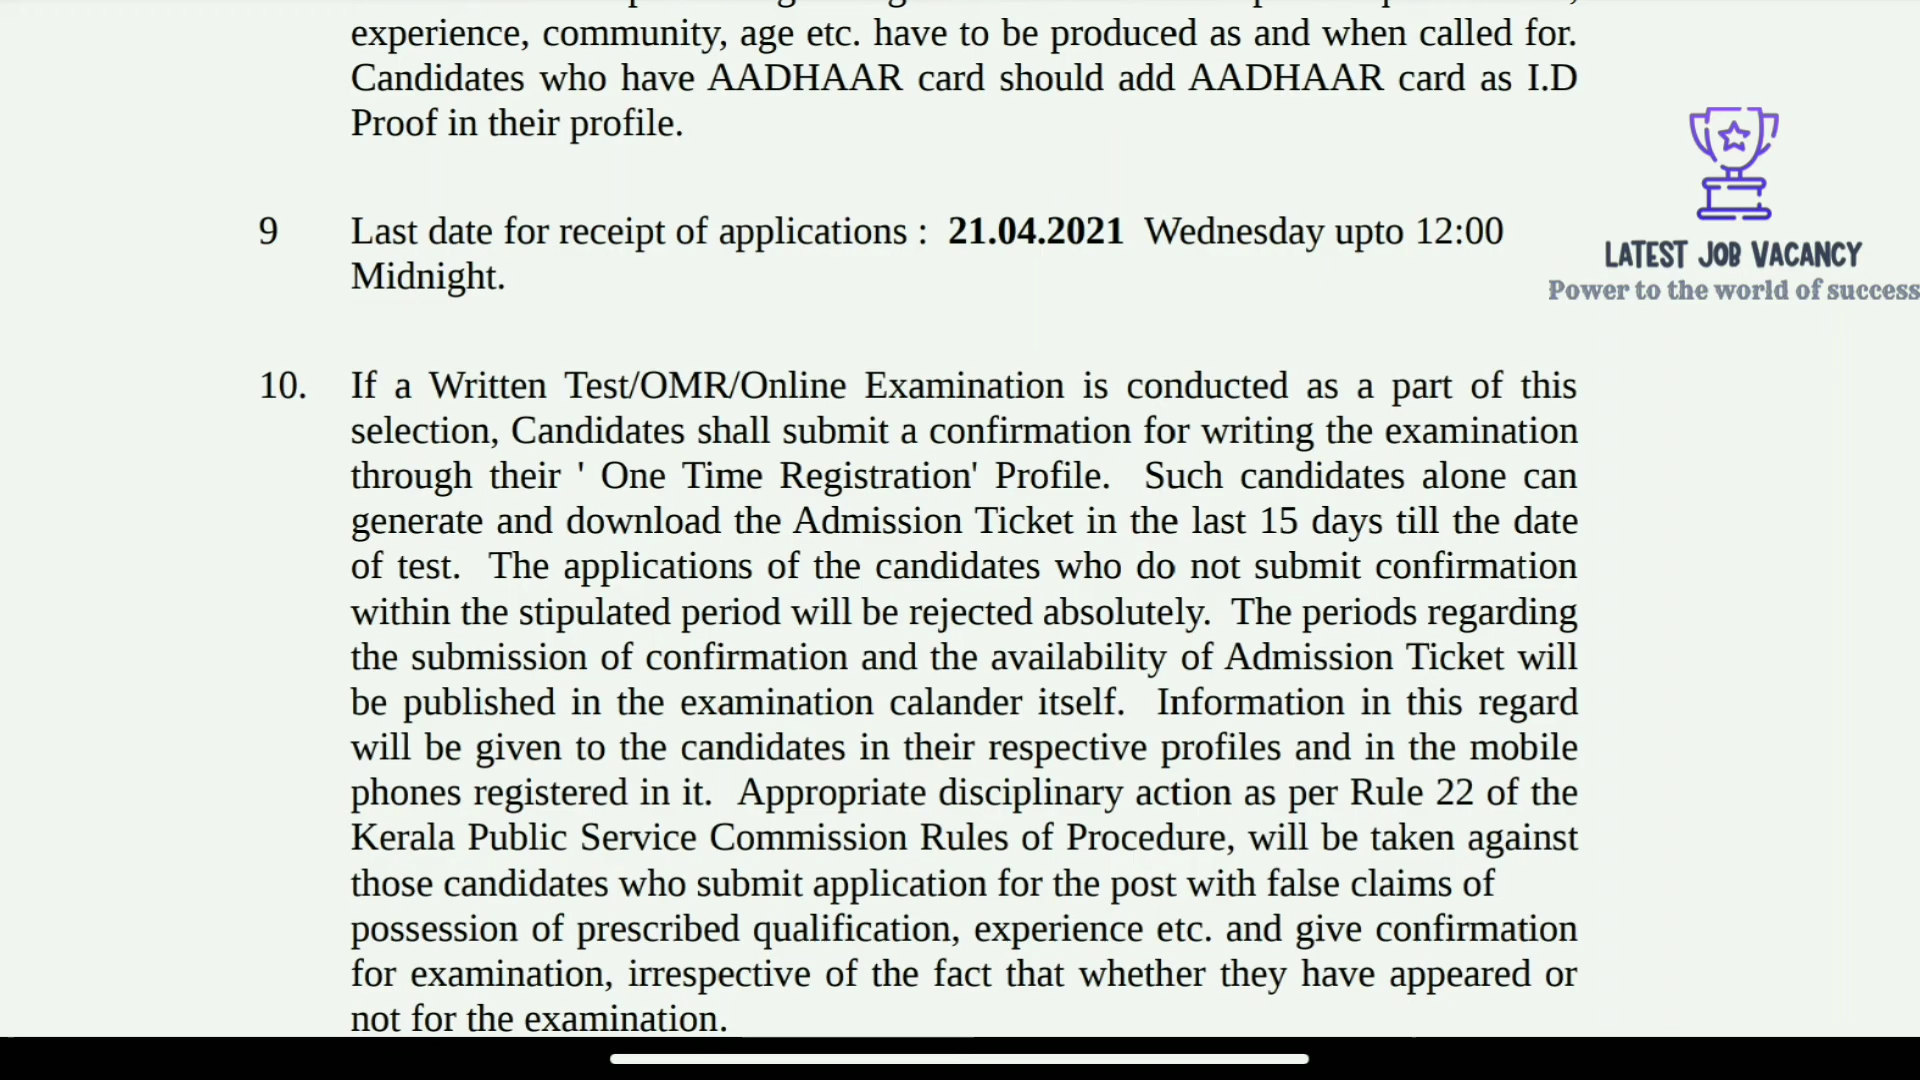 experience, community, age etc. have to be produced as and when called for.
Candidates who have AADHAAR card should add AADHAAR card as I.D
Proof in their profile.
9 Last date for receipt of applications : 21.04.2021 Wednesday upto 12:00
Midnight.
LATEST JOB VACANCY
Power to the world of success
10. If a Written Test/OMR/Online Examination is conducted as a part of this
selection, Candidates shall submit a confirmation for writing the examination
through their ' One Time Registration' Profile. Such candidates alone can
generate and download the Admission Ticket in the last 15 days till the date
of test. The applications of the candidates who do not submit confirmation
within the stipulated period will be rejected absolutely. The periods regarding
the submission of confirmation and the availability of Admission Ticket will
be published in the examination calander itself. Information in this regard
will be given to the candidates in their respective profiles and in the mobile
phones registered in it. Appropriate disciplinary action as per Rule 22 of the
Kerala Public Service Commission Rules of Procedure, will be taken against
those candidates who submit application for the post with false claims of
possession of prescribed qualification, experience etc. and give confirmation
for examination, irrespective of the fact that whether they have appeared or
not for the examination.